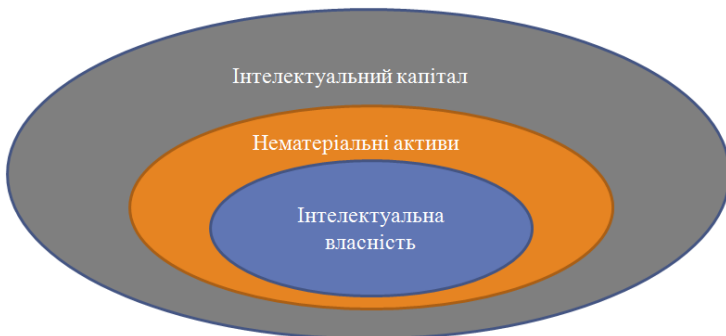 Інтелектуальний капітал
Нематеріальні активи
Інтелектуальна
власність